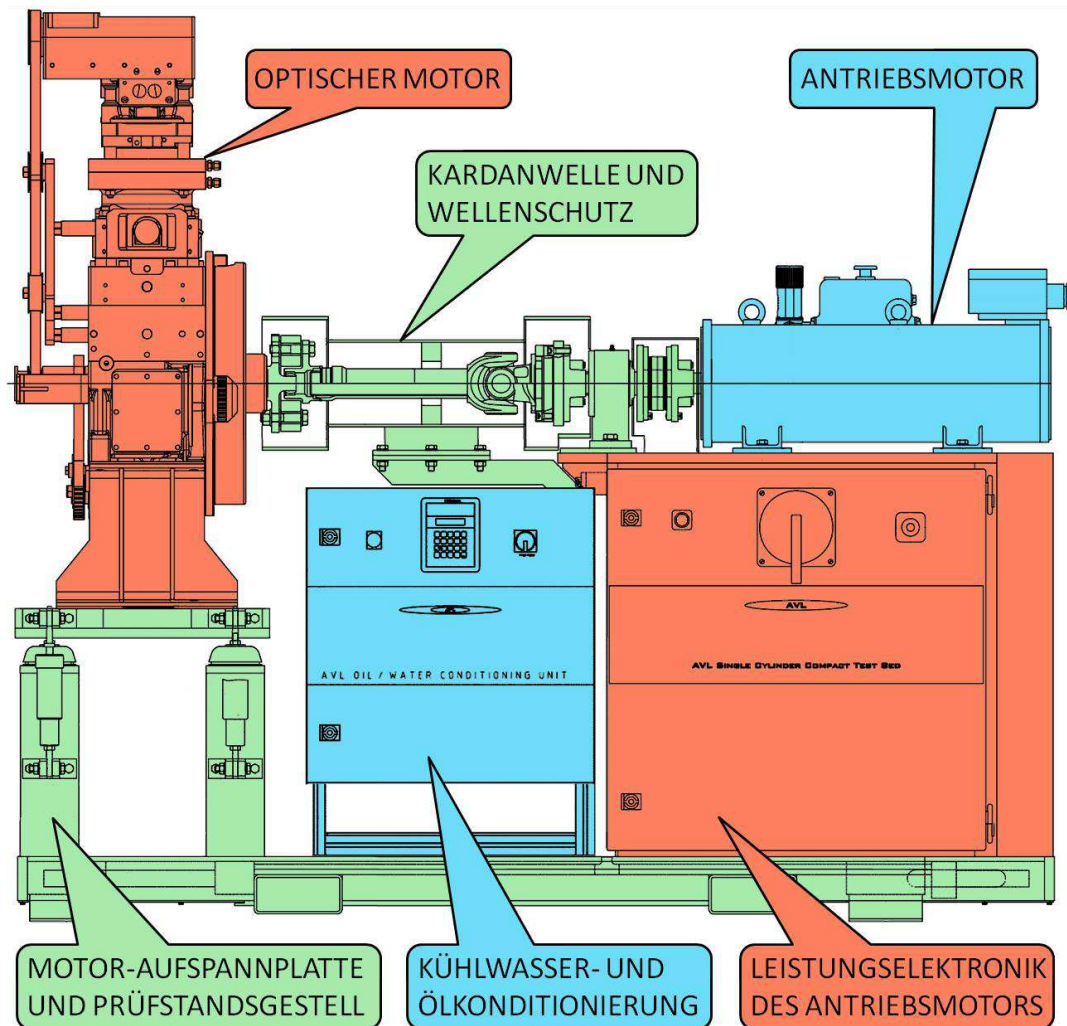 OPTISCHER MOTOR
ANTRIEBSMOTOR
KARDANWELLE UND
WELLENSCHUTZ
AVL
AVL OIL / WATER CONDITIONING UNIT
AVL SINGLE CYLINDER COMPACT TEST BED
MOTOR-AUFSPANNPLATTE
UND PRÜFSTANDSGESTELL
KÜHLWASSER- UND
ÖLKONDITIONIERUNG
LEISTUNGSELEKTRONIK
DES ANTRIEBSMOTORS